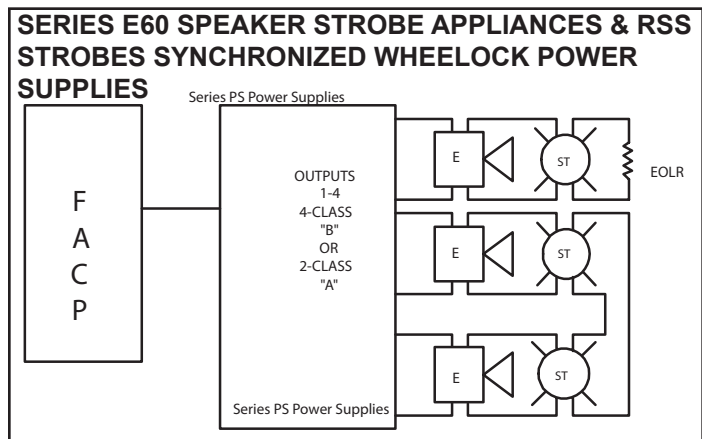 SERIES E60 SPEAKER STROBE APPLIANCES & RSS
STROBES SYNCHRONIZED WHEELOCK POWER
SUPPLIES
Series PS Power Supplies
F
A
C
P
OUTPUTS
1-4
4-CLASS
"B"
OR
2-CLASS
"A"
Series PS Power Supplies
E
ST
EOLR
E
ST
E
ST